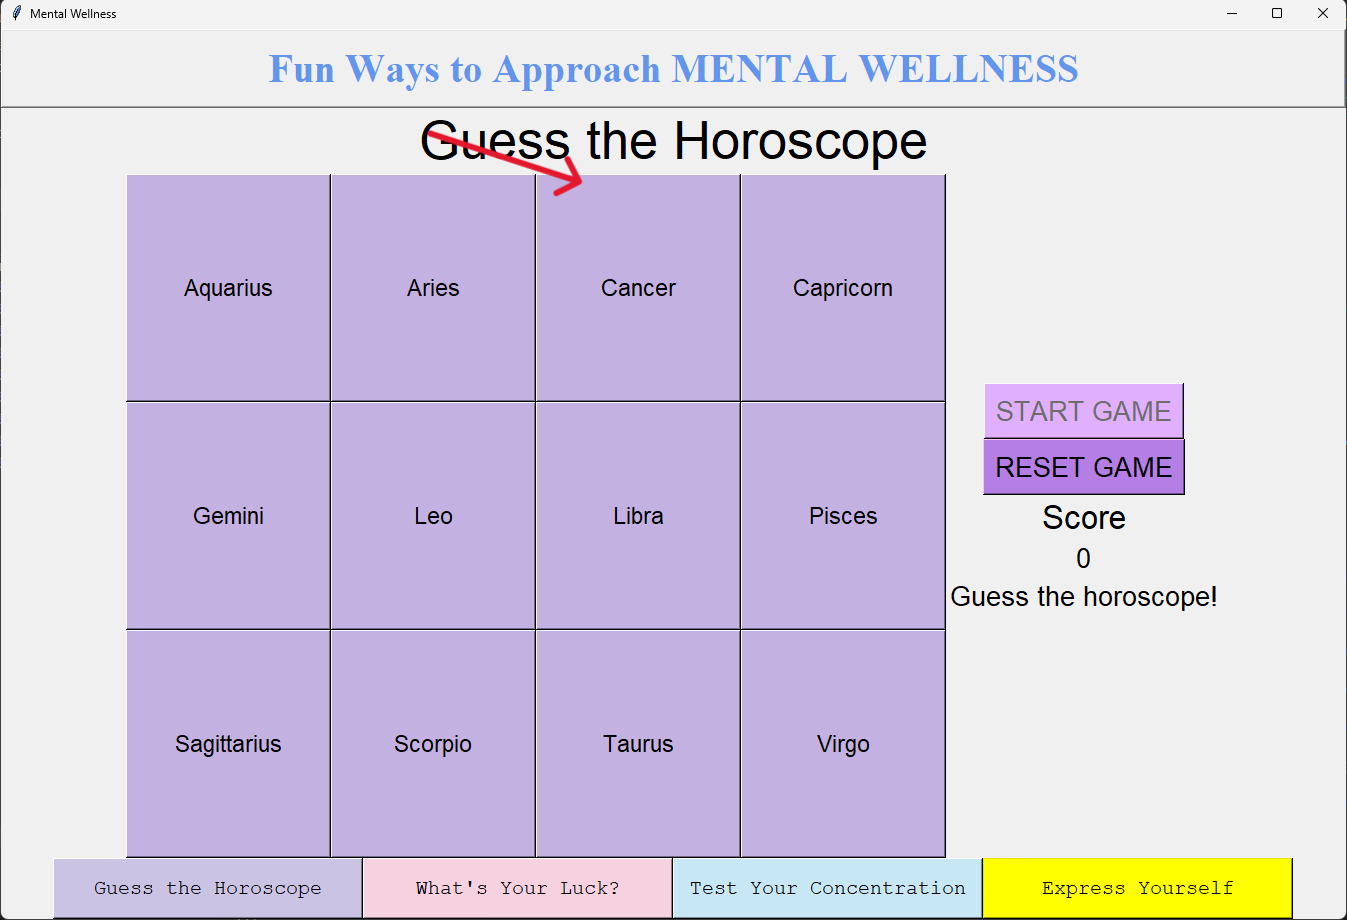 Mental Wellness
Fun Ways to Approach MENTAL WELLNESS
Guess the Horoscope
Aquarius Aries Cancer Capricorn
Gemini Leo Libra Pisces
Sagittarius Scorpio Taurus Virgo
START GAME
RESET GAME
Score
0
Guess the horoscope!
Guess the Horoscope What's Your Luck? Test Your Concentration Express Yourself